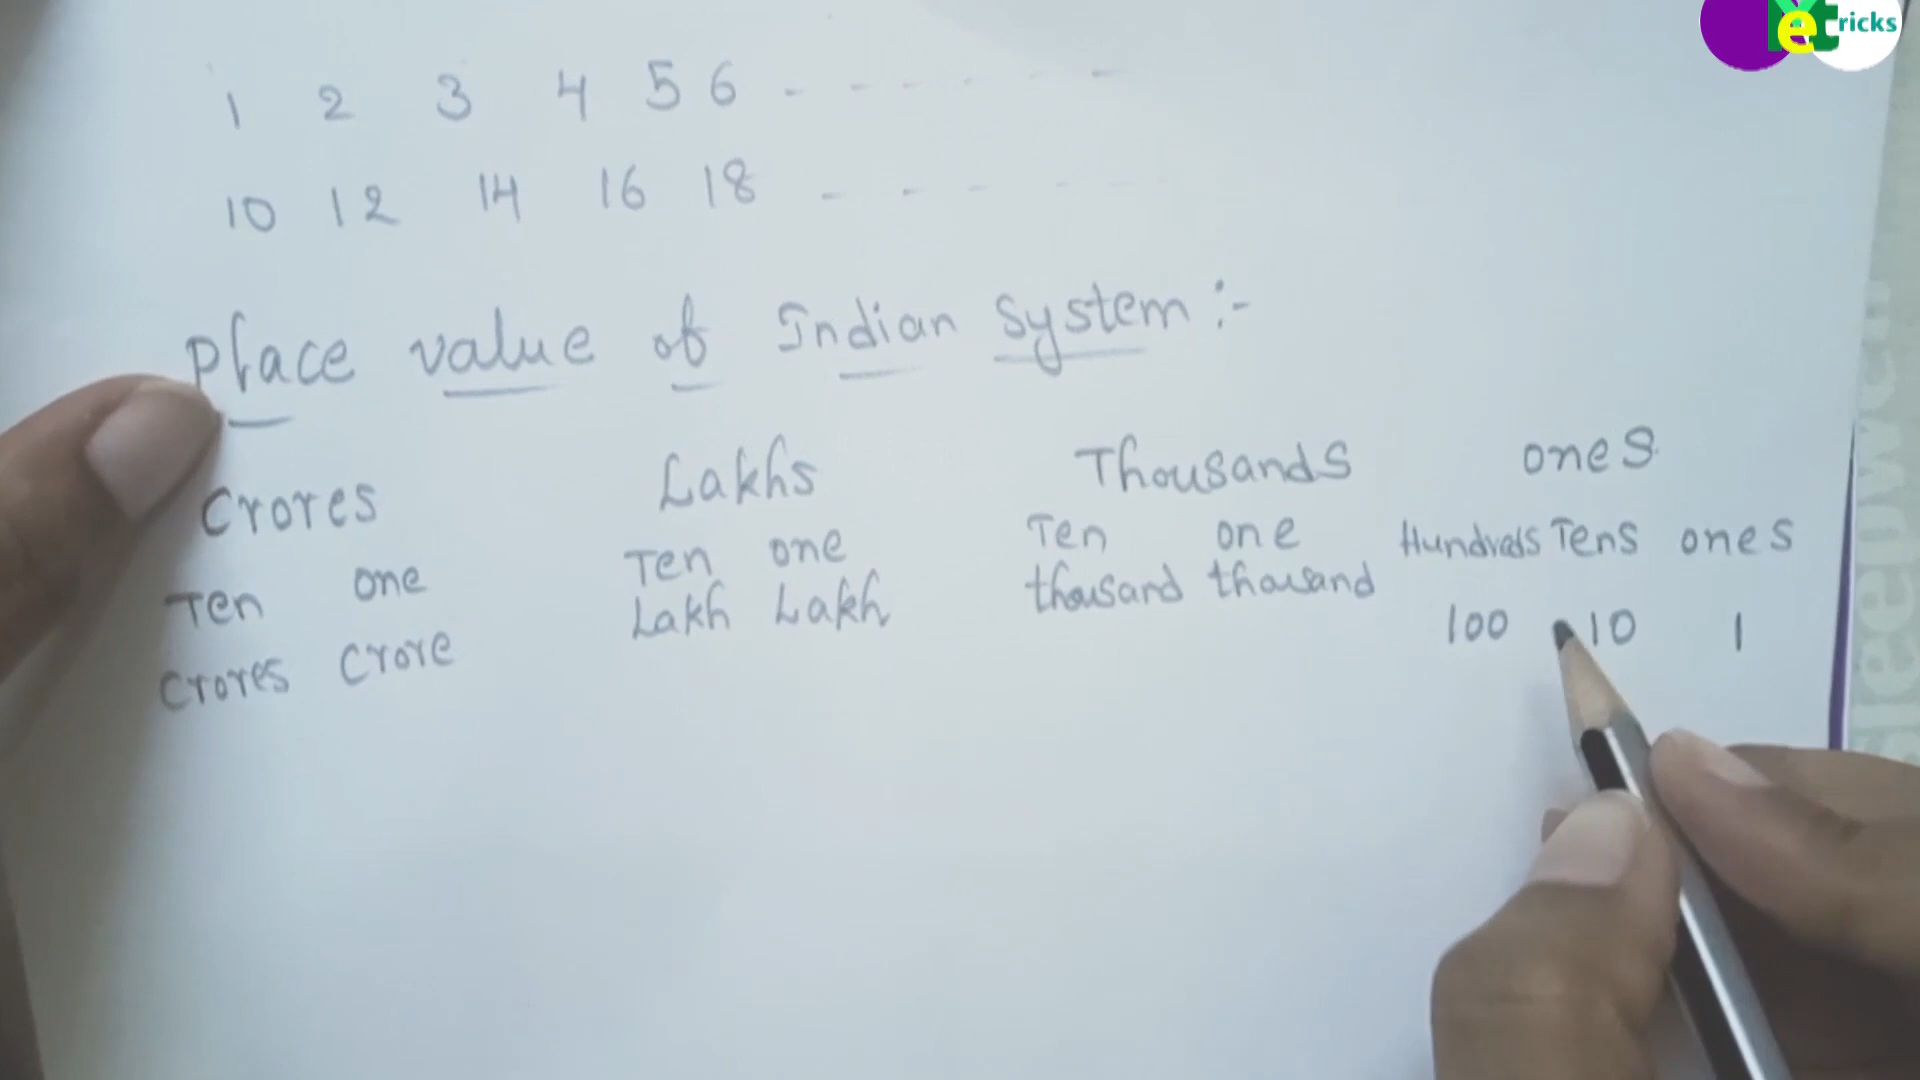 ricks
1 2 3 4 5 6 - - - - - -
10 12 14 16 18 - - - - -
Place value of Indian System :-
Crores Lakhs Thousands ones
Ten one Ten one Ten one Hundreds Tens ones
Crores Crore Lakh Lakh thousand thousand
100 10 1